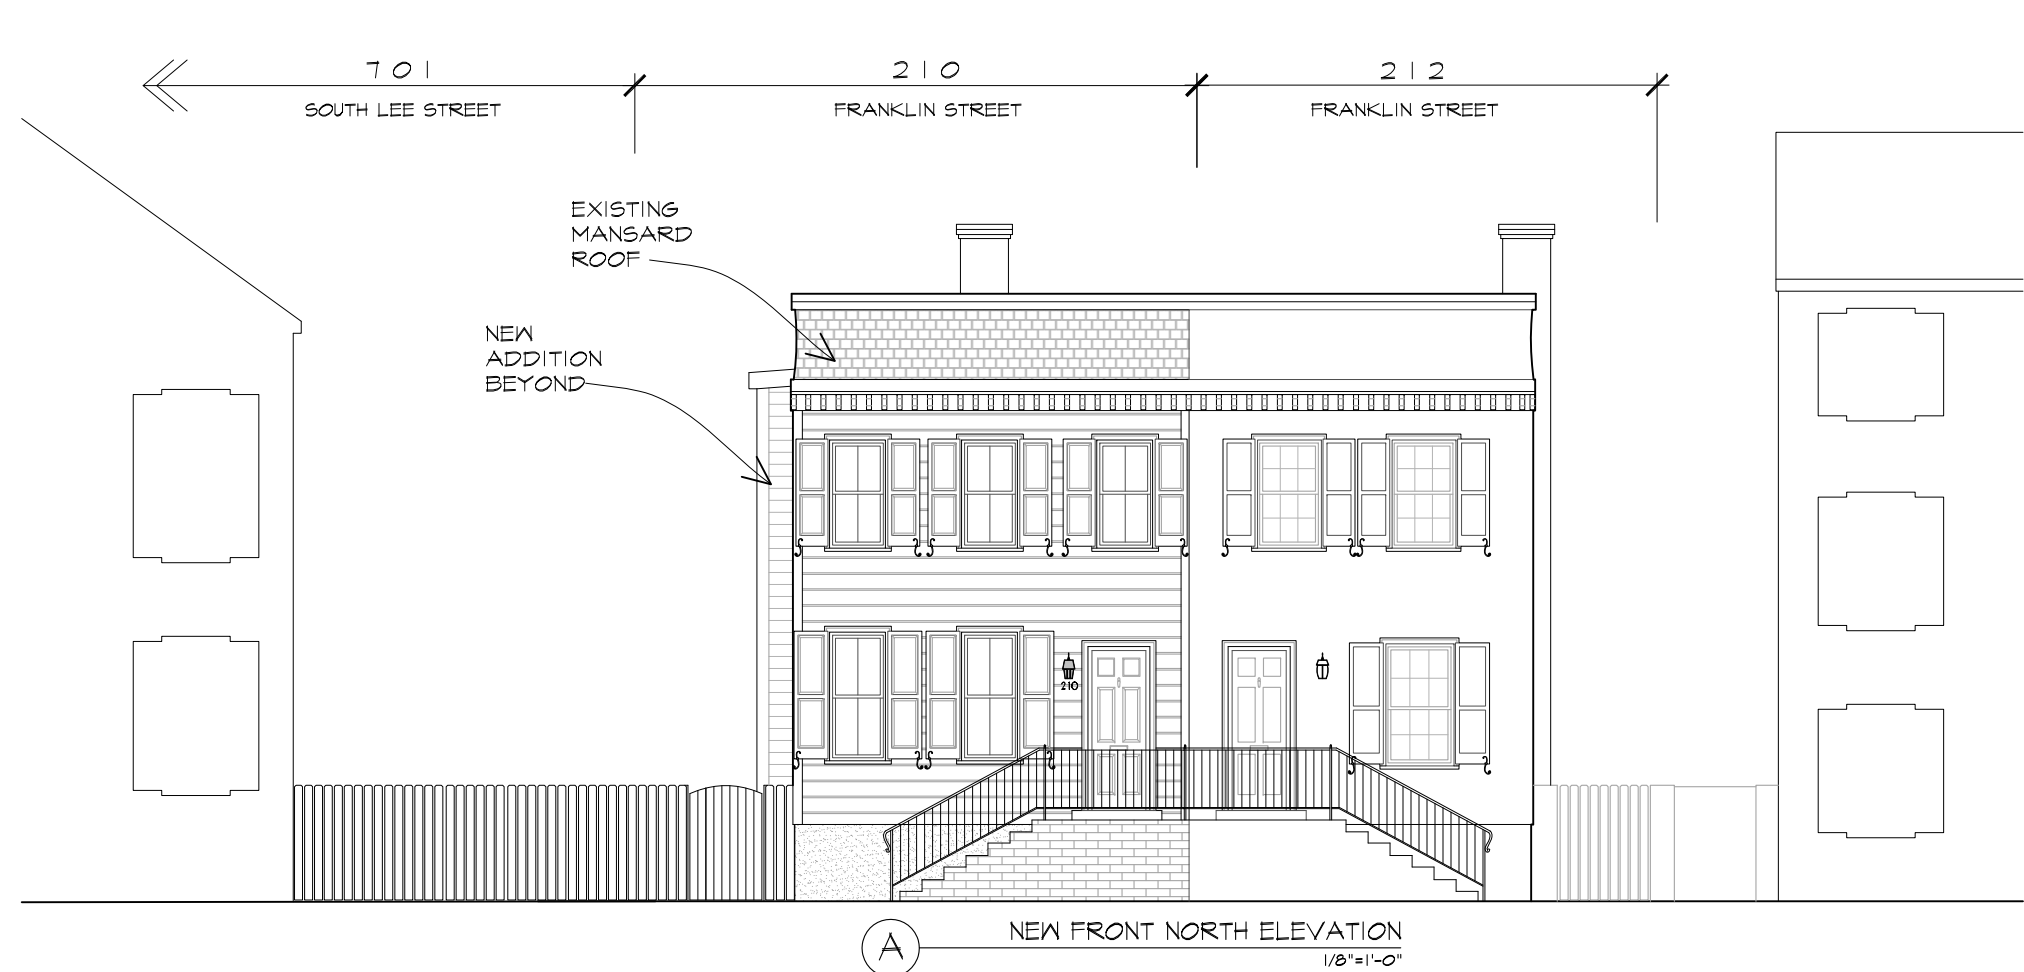 701
SOUTH LEE STREET
210
FRANKLIN STREET
212
FRANKLIN STREET
EXISTING
MANSARD
ROOF
NEW
ADDITION
BEYOND
210
A
NEW FRONT NORTH ELEVATION
1/8"=1'-0"